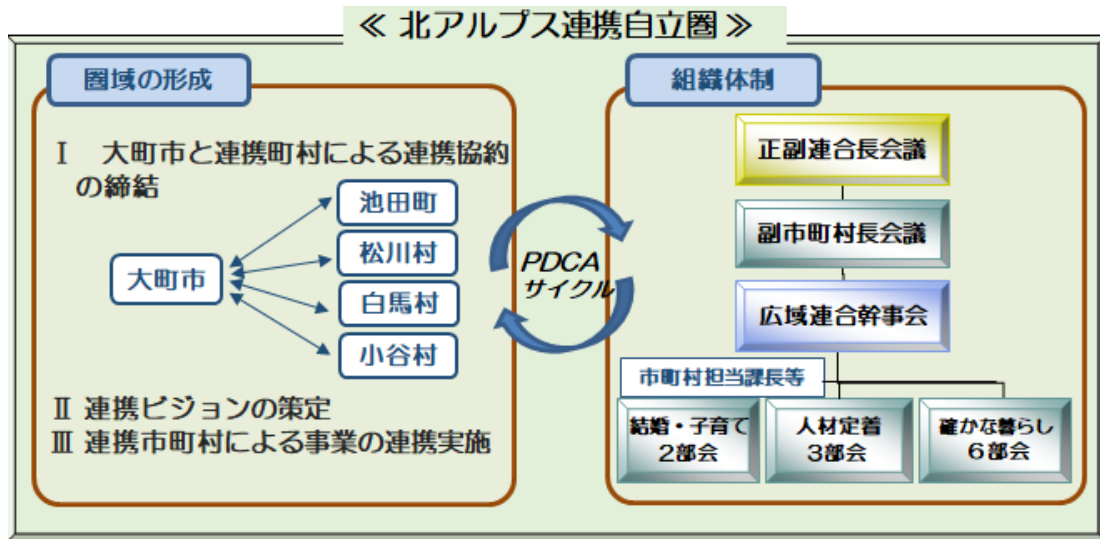 ≪ 北アルプス連携自立圏 ≫
圏域の形成
Ⅰ　大町市と連携町村による連携協約
の締結
大町市
池田町
松川村
白馬村
小谷村
Ⅱ 連携ビジョンの策定
Ⅲ 連携市町村による事業の連携実施
PDCA
サイクル
組織体制
正副連合長会議
副市町村長会議
広域連合幹事会
市町村担当課長等
結婚・子育て
２部会
人材定着
３部会
確かな暮らし
６部会